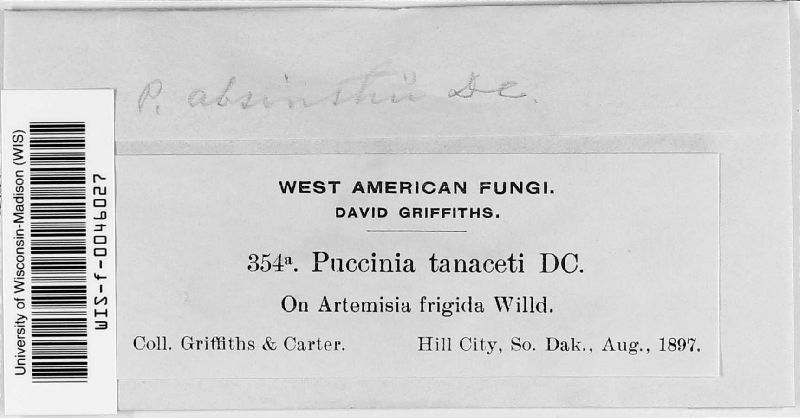 P. absinthii DC.
University of Wisconsin-Madison (WIS)
WIS-f-0046027
WEST AMERICAN FUNGI.
DAVID GRIFFITHS.
354ª. Puccinia tanaceti DC.
On Artemisia frigida Willd.
Coll. Griffiths & Carter. Hill City, So. Dak., Aug., 1897.